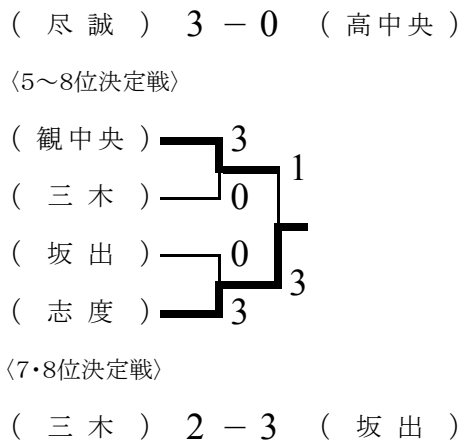 ( 尽 誠 ) 3 － 0 ( 高中央 )
〈5～8位決定戦〉
( 観中央 ) 3
1
( 三 木 ) 0
( 坂 出 ) 0
3
( 志 度 ) 3
〈7・8位決定戦〉
( 三 木 ) 2 － 3 ( 坂 出 )